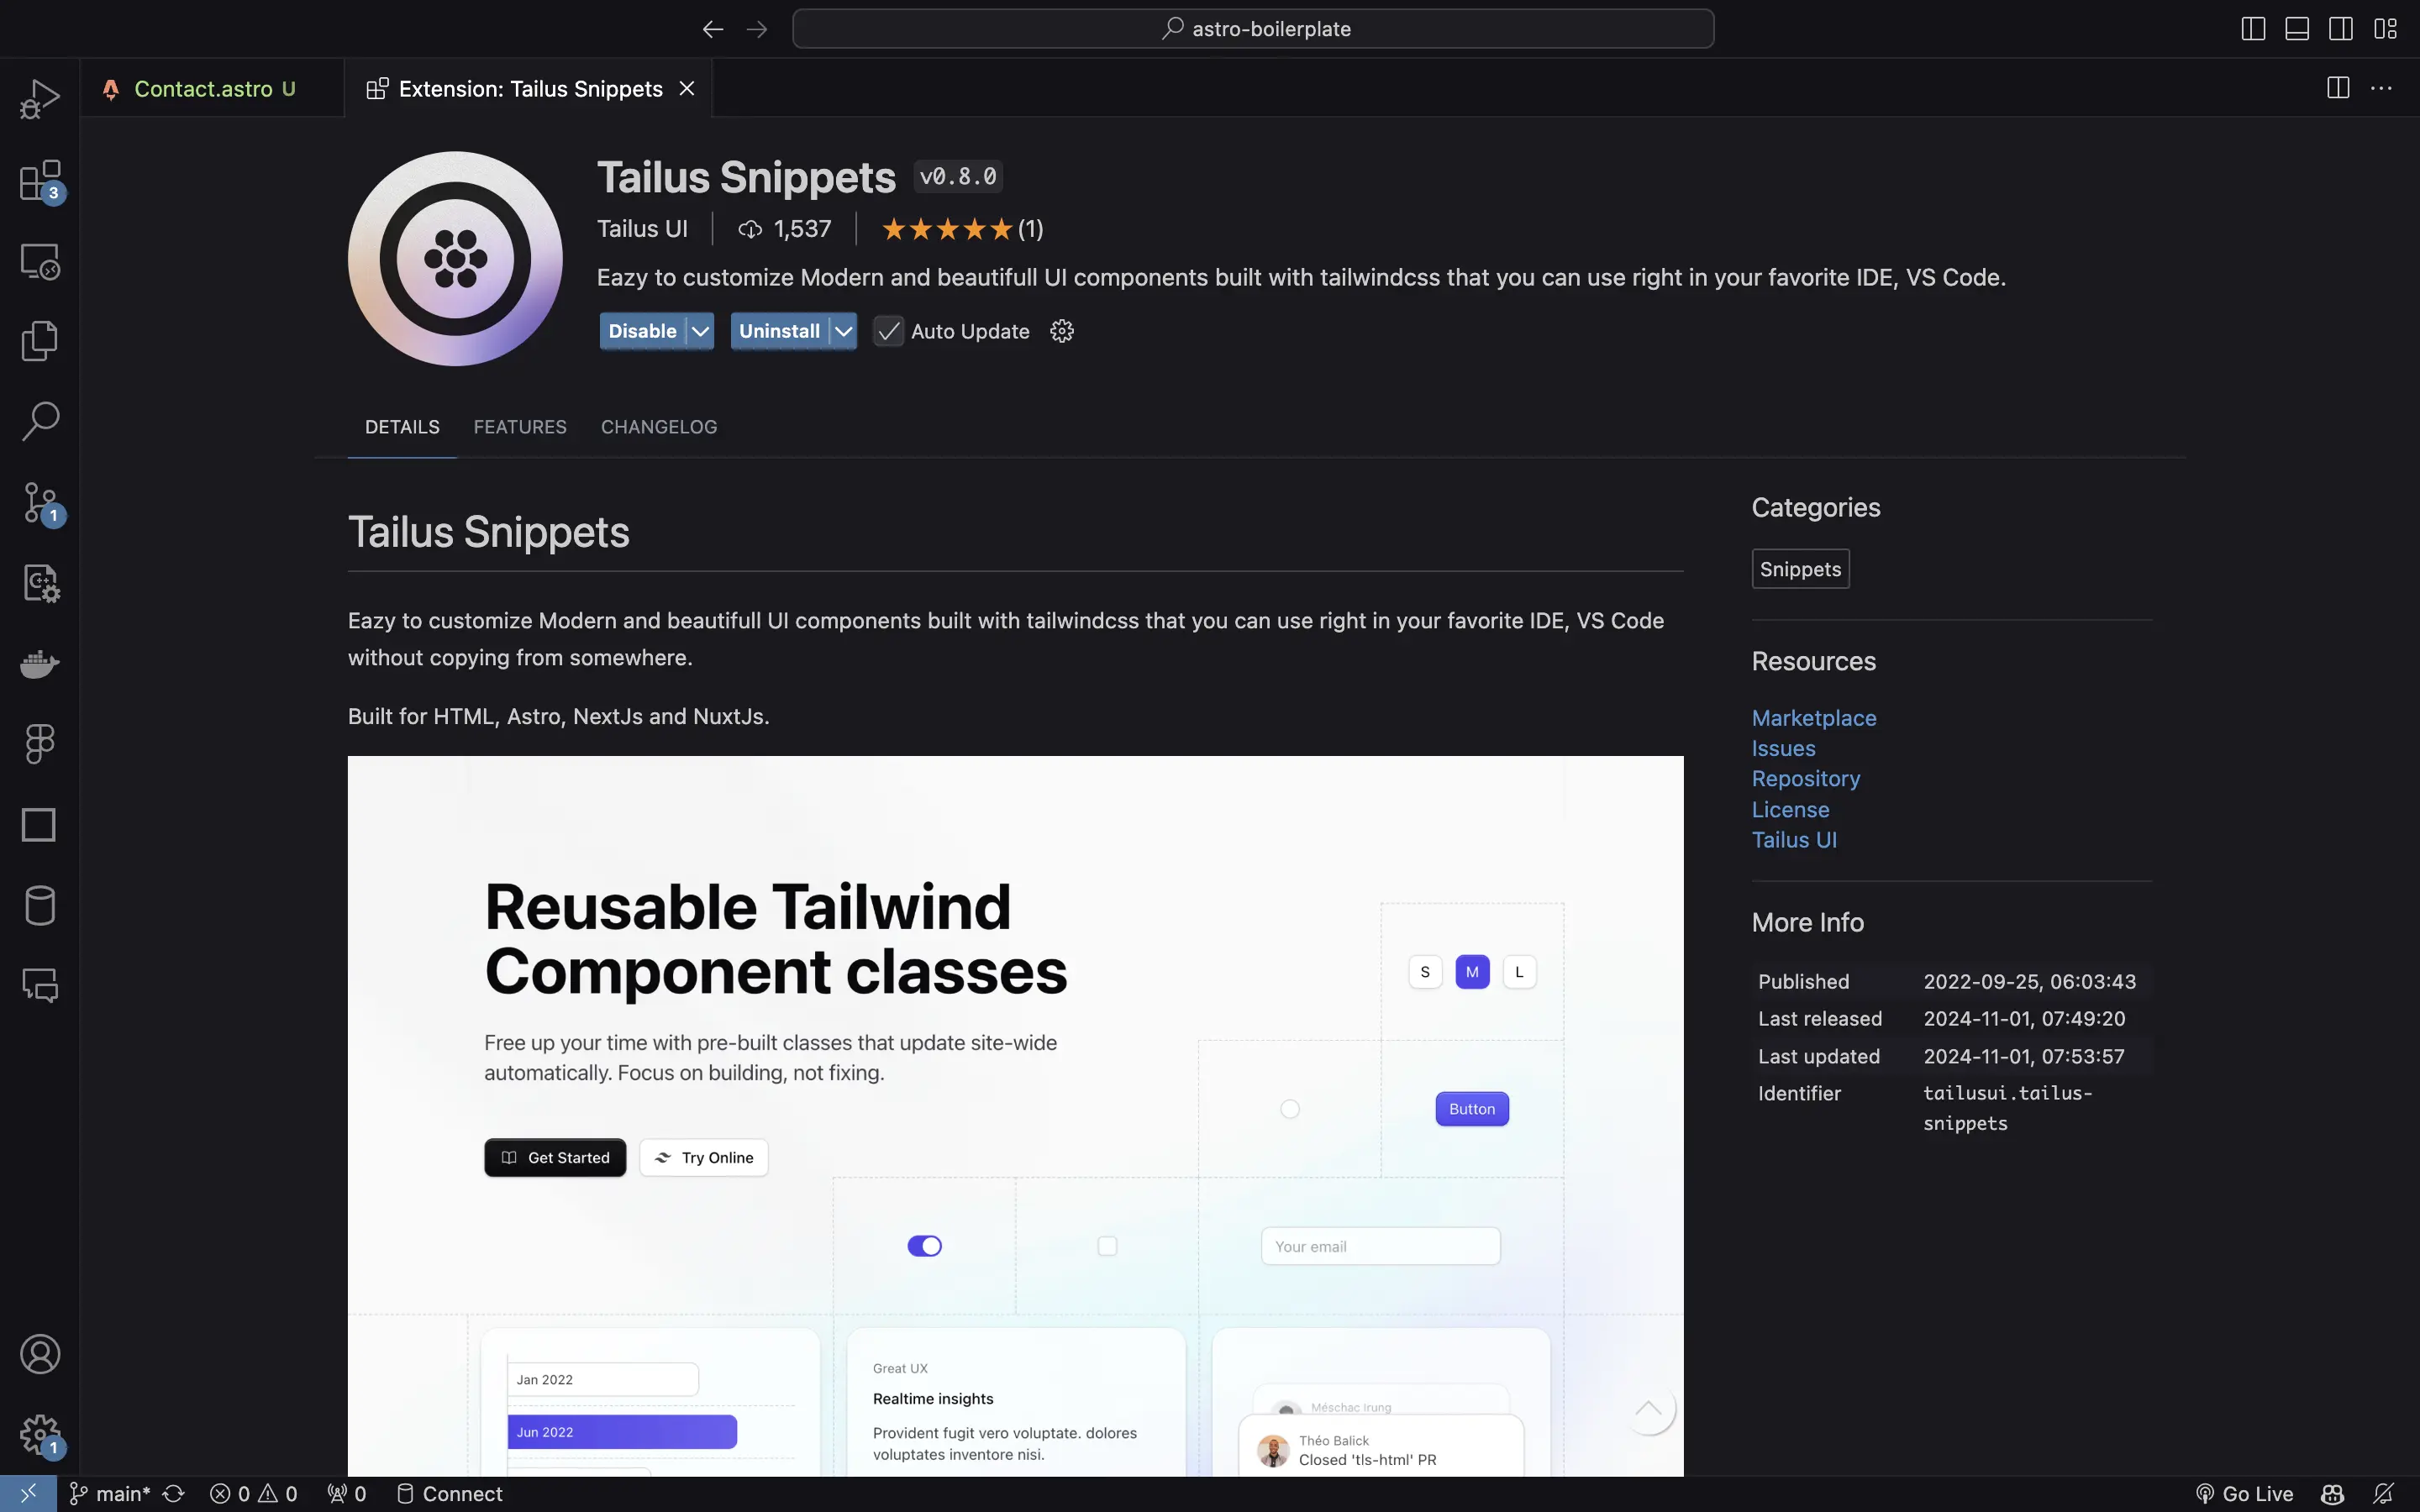 astro-boilerplate
Contact.astro U
Extension: Tailus Snippets
3
1
1
Tailus Snippets v0.8.0
Tailus UI 1,537 (1)
Eazy to customize Modern and beautifull UI components built with tailwindcss that you can use right in your favorite IDE, VS Code.
Disable Uninstall Auto Update
DETAILS FEATURES CHANGELOG
Tailus Snippets
Eazy to customize Modern and beautifull UI components built with tailwindcss that you can use right in your favorite IDE, VS Code
without copying from somewhere.
Built for HTML, Astro, NextJs and NuxtJs.
Reusable Tailwind
Component classes
Free up your time with pre-built classes that update site-wide
automatically. Focus on building, not fixing.
Get Started Try Online
S M L
Button
Your email
Jan 2022
Jun 2022
Great UX
Realtime insights
Provident fugit vero voluptate. dolores
voluptates inventore nisi.
Méschac Irung
Théo Balick
Closed 'tls-html' PR
Categories
Snippets
Resources
Marketplace
Issues
Repository
License
Tailus UI
More Info
Published 2022-09-25, 06:03:43
Last released 2024-11-01, 07:49:20
Last updated 2024-11-01, 07:53:57
Identifier tailusui.tailus-
snippets
main* 0 0 0 Connect
Go Live